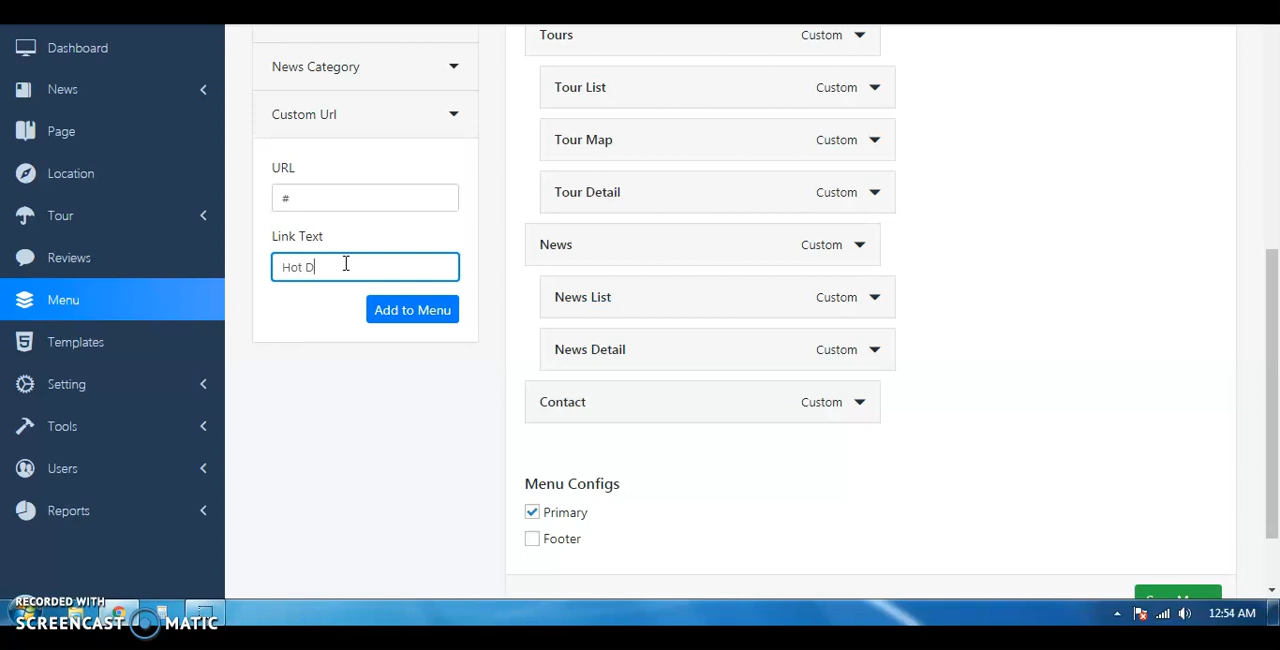 Dashboard
News
Page
Location
Tour
Reviews
Menu
Templates
Setting
Tools
Users
Reports
News Category
Custom Url
URL
#
Link Text
Hot D
Add to Menu
Tours Custom
Tour List Custom
Tour Map Custom
Tour Detail Custom
News Custom
News List Custom
News Detail Custom
Contact Custom
Menu Configs
Primary
Footer
RECORDED WITH
SCREENCAST MATIC
12:54 AM